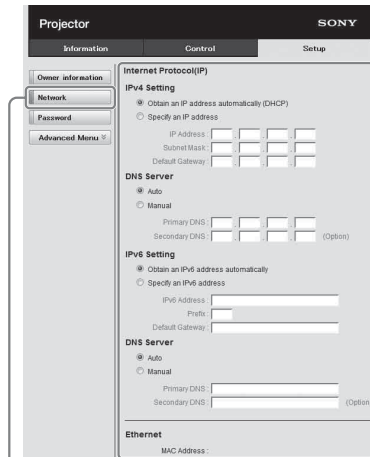 Projector
SONY
Information Control Setup
Owner information
Network
Password
Advanced Menu
Internet Protocol(IP)
IPv4 Setting
Obtain an IP address automatically (DHCP)
Specify an IP address
IP Address :
Subnet Mask :
Default Gateway :
DNS Server
Auto
Manual
Primary DNS :
Secondary DNS : (Option)
IPv6 Setting
Obtain an IPv6 address automatically
Specify an IPv6 address
IPv6 Address :
Prefix :
Default Gateway :
DNS Server
Auto
Manual
Primary DNS :
Secondary DNS : (Option
Ethernet
MAC Address :